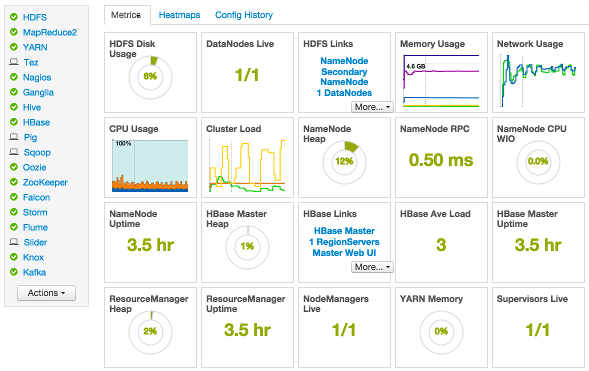 HDFS
MapReduce2
YARN
Tez
Nagios
Ganglia
Hive
HBase
Pig
Sqoop
Oozie
ZooKeeper
Falcon
Storm
Flume
Slider
Knox
Kafka
Actions
Metrics
Heatmaps
Config History
HDFS Disk
Usage
6%
DataNodes Live
1/1
HDFS Links
NameNode
Secondary
NameNode
1 DataNodes
More...
Memory Usage
4.6 GB
Network Usage
CPU Usage
100%
Cluster Load
NameNode
Heap
12%
NameNode RPC
0.50 ms
NameNode CPU
WIO
0.0%
NameNode
Uptime
3.5 hr
HBase Master
Heap
1%
HBase Links
HBase Master
1 RegionServers
Master Web UI
More...
HBase Ave Load
3
HBase Master
Uptime
3.5 hr
ResourceManager
Heap
2%
ResourceManager
Uptime
3.5 hr
NodeManagers
Live
1/1
YARN Memory
0%
Supervisors Live
1/1